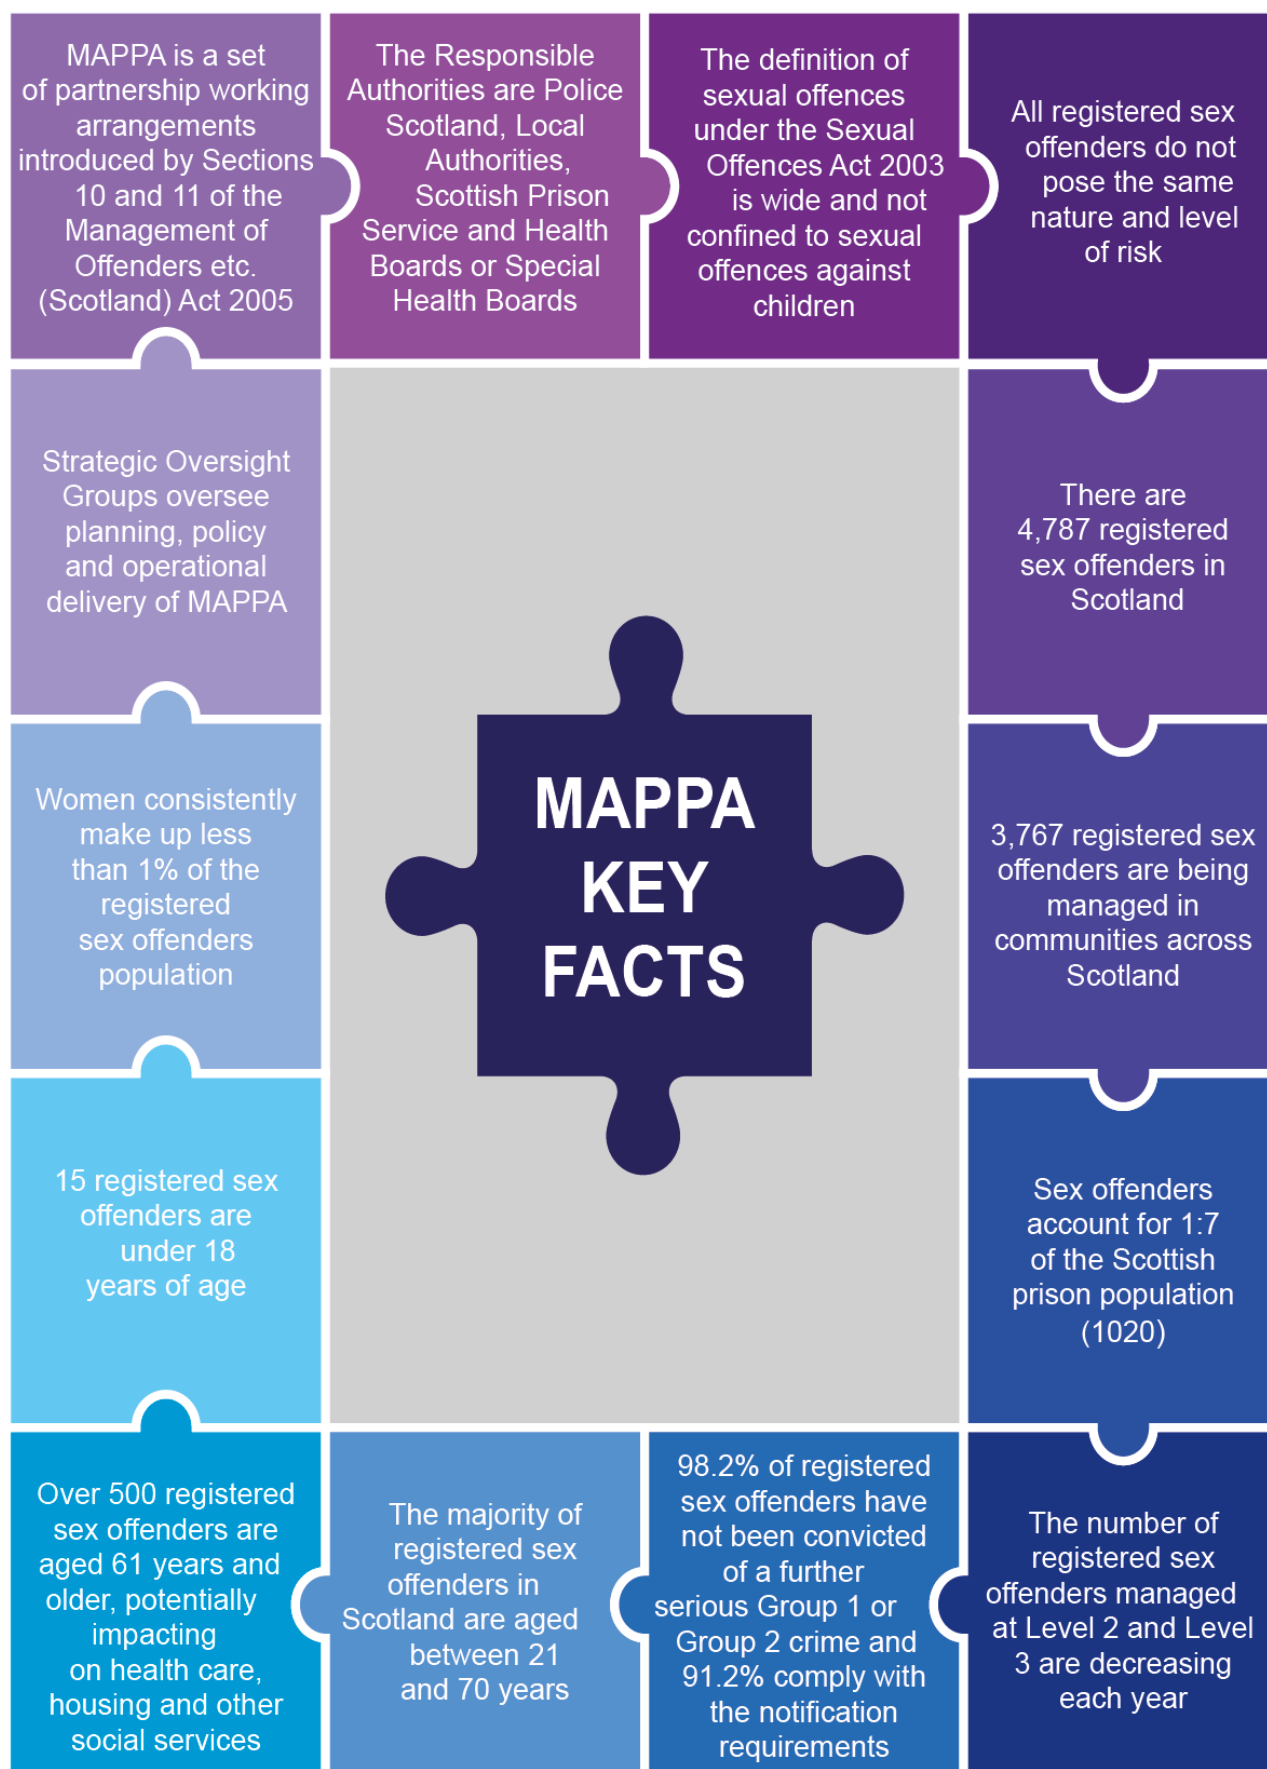 MAPPA is a set
of partnership working
arrangements
introduced by Sections
10 and 11 of the
Management of
Offenders etc.
(Scotland) Act 2005
The Responsible
Authorities are Police
Scotland, Local
Authorities,
Scottish Prison
Service and Health
Boards or Special
Health Boards
The definition of
sexual offences
under the Sexual
Offences Act 2003
is wide and not
confined to sexual
offences against
children
All registered sex
offenders do not
pose the same
nature and level
of risk
Strategic Oversight
Groups oversee
planning, policy
and operational
delivery of MAPPA
There are
4,787 registered
sex offenders in
Scotland
Women consistently
make up less
than 1% of the
registered
sex offenders
population
MAPPA
KEY
FACTS
3,767 registered sex
offenders are being
managed in
communities across
Scotland
15 registered sex
offenders are
under 18
years of age
Sex offenders
account for 1:7
of the Scottish
prison population
(1020)
Over 500 registered
sex offenders are
aged 61 years and
older, potentially
impacting
on health care,
housing and other
social services
The majority of
registered sex
offenders in
Scotland are aged
between 21
and 70 years
98.2% of registered
sex offenders have
not been convicted
of a further
serious Group 1 or
Group 2 crime and
91.2% comply with
the notification
requirements
The number of
registered sex
offenders managed
at Level 2 and Level
3 are decreasing
each year